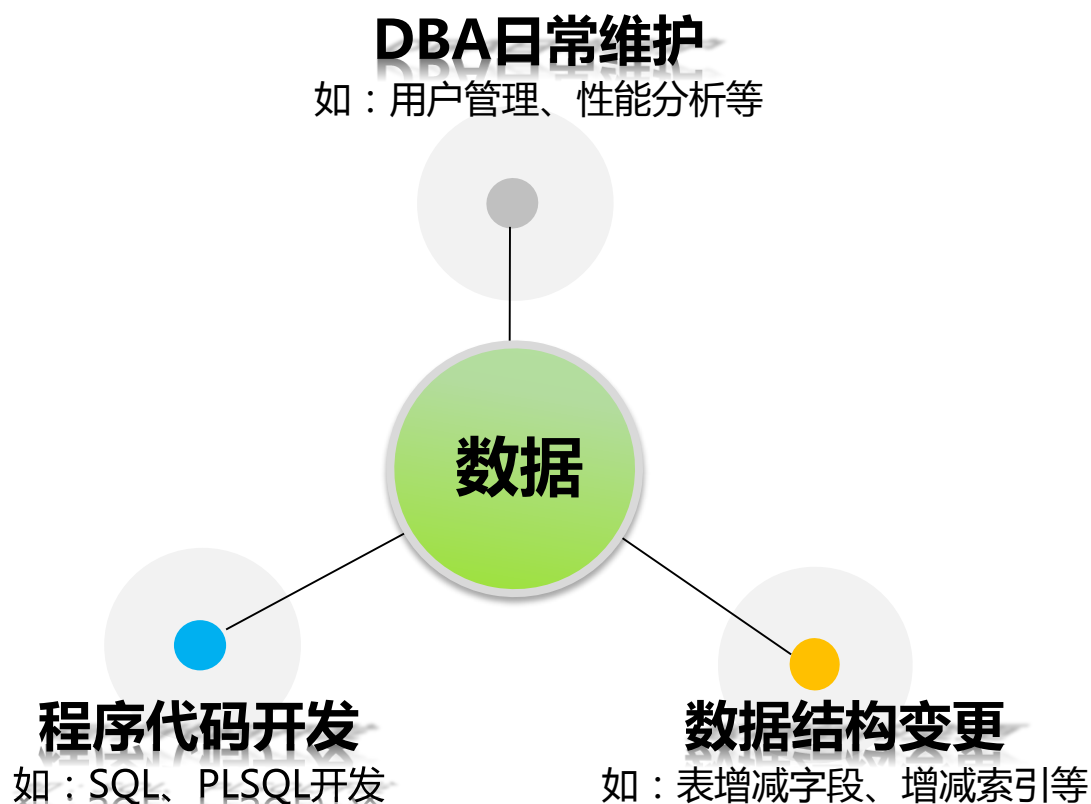 DBA日常维护
如：用户管理、性能分析等
数据
程序代码开发
如：SQL、PLSQL开发
数据结构变更
如：表增减字段、增减索引等